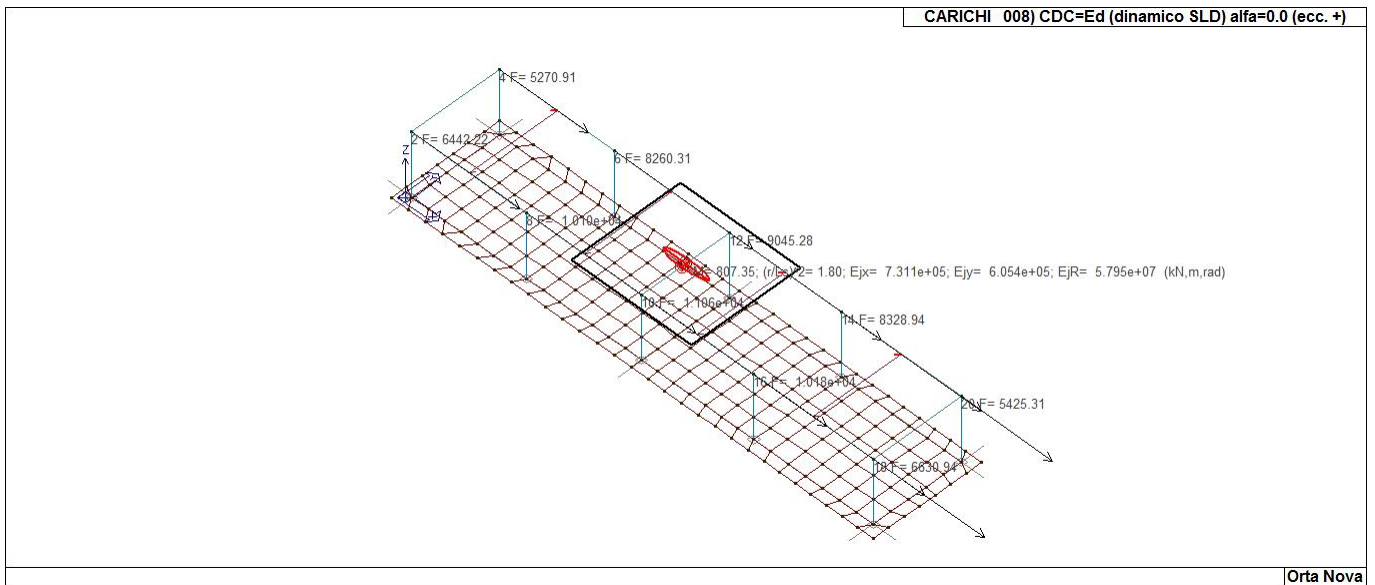 CARICHI 008) CDC=Ed (dinamico SLD) alfa=0.0 (ecc. +)
4 F= 5270.91
2 F= 6442.22
Z
6 F= 8260.31
8 F= 1.010e+04
12 F= 9045.28
M= 807.35; (r/Ls)^2= 1.80; Ejx= 7.311e+05; Ejy= 6.054e+05; EjR= 5.795e+07 (kN,m,rad)
10 F= 1.106e+04
14 F= 8328.94
16 F= 1.018e+04
20 F= 5425.31
18 F= 6630.94
Orta Nova